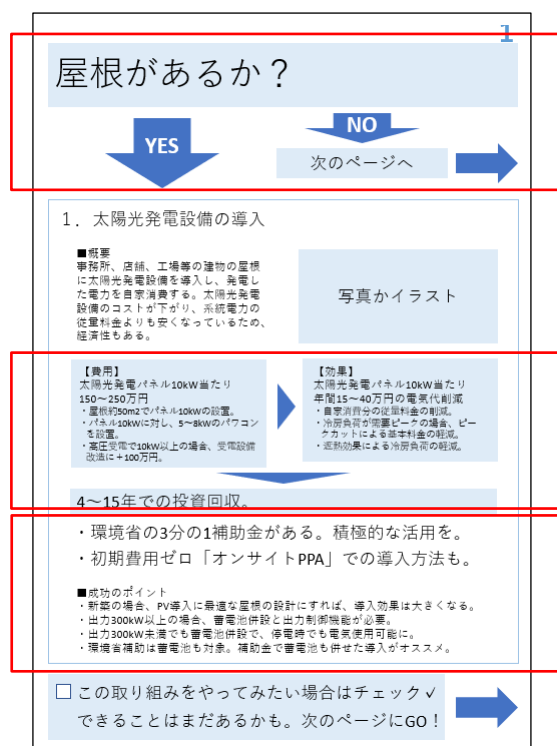 1
屋根があるか？
YES
NO
次のページへ
1．太陽光発電設備の導入
■概要
事務所、店舗、工場等の建物の屋根
に太陽光発電設備を導入し、発電し
た電力を自家消費する。太陽光発電
設備のコストが下がり、系統電力の
従量料金よりも安くなっているため、
経済性もある。
写真かイラスト
【費用】
太陽光発電パネル10kW当たり
150～250万円
・屋根約50m2でパネル10kWの設置。
・パネル10kWに対し、5～8kWのパワコン
を設置。
・高圧受電で10kW以上の場合、受電設備
改造に＋100万円。
【効果】
太陽光発電パネル10kW当たり
年間15～40万円の電気代削減
・自家消費分の従量料金の削減。
・冷房負荷が需要ピークの場合、ピー
クカットによる基本料金の軽減。
・遮熱効果による冷房負荷の軽減。
4～15年での投資回収。
・環境省の3分の1補助金がある。積極的な活用を。
・初期費用ゼロ「オンサイトPPA」での導入方法も。
■成功のポイント
・新築の場合、PV導入に最適な屋根の設計にすれば、導入効果は大きくなる。
・出力300kW以上の場合、蓄電池併設と出力制御機能が必要。
・出力300kW未満でも蓄電池併設で、停電時でも電気使用可能に。
・環境省補助は蓄電池も対象。補助金で蓄電池も併せた導入がオススメ。
□この取り組みをやってみたい場合はチェック✓
できることはまだあるかも。次のページにGO！